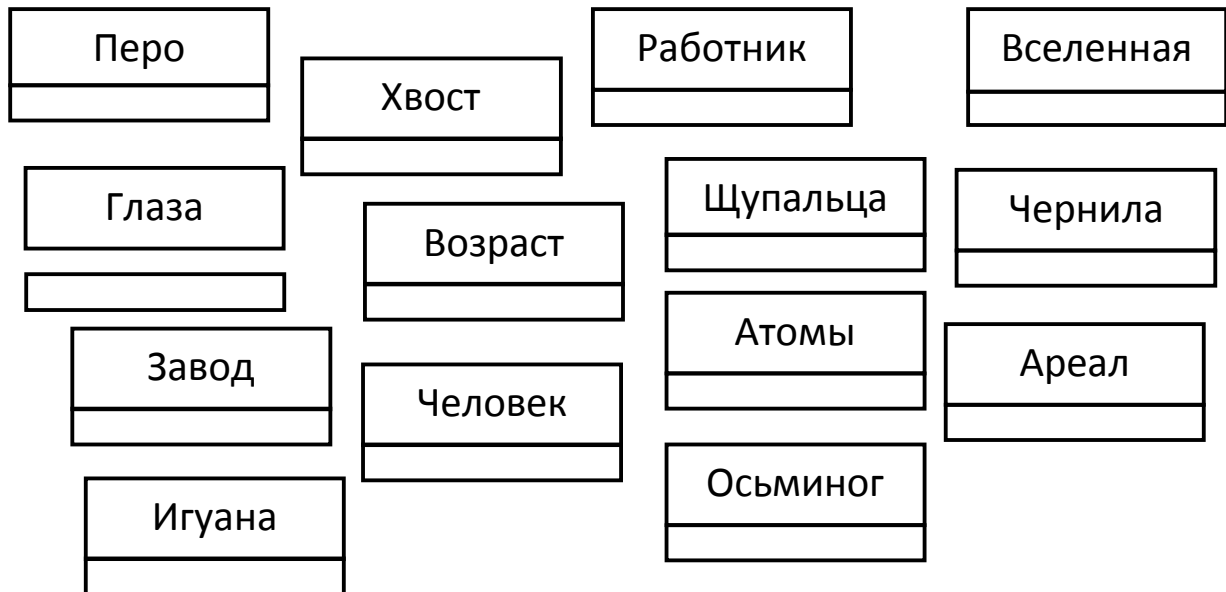 Перо
Хвост
Работник
Вселенная
Глаза
Возраст
Щупальца
Чернила
Завод
Человек
Атомы
Ареал
Игуана
Осьминог